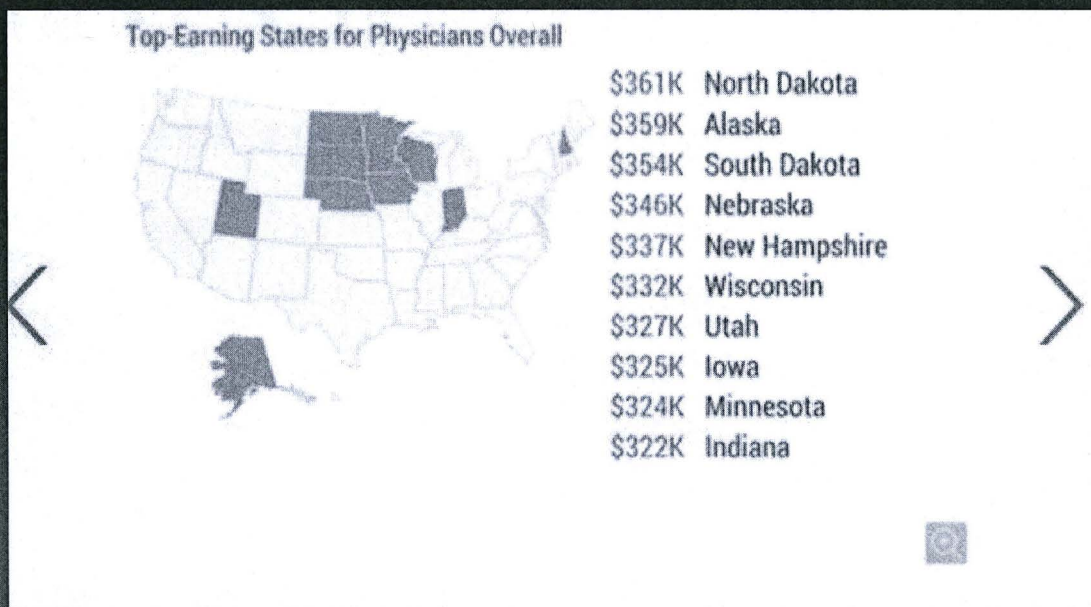 Top-Earning States for Physicians Overall
$361K North Dakota
$359K Alaska
$354K South Dakota
$346K Nebraska
$337K New Hampshire
$332K Wisconsin
$327K Utah
$325K Iowa
$324K Minnesota
$322K Indiana